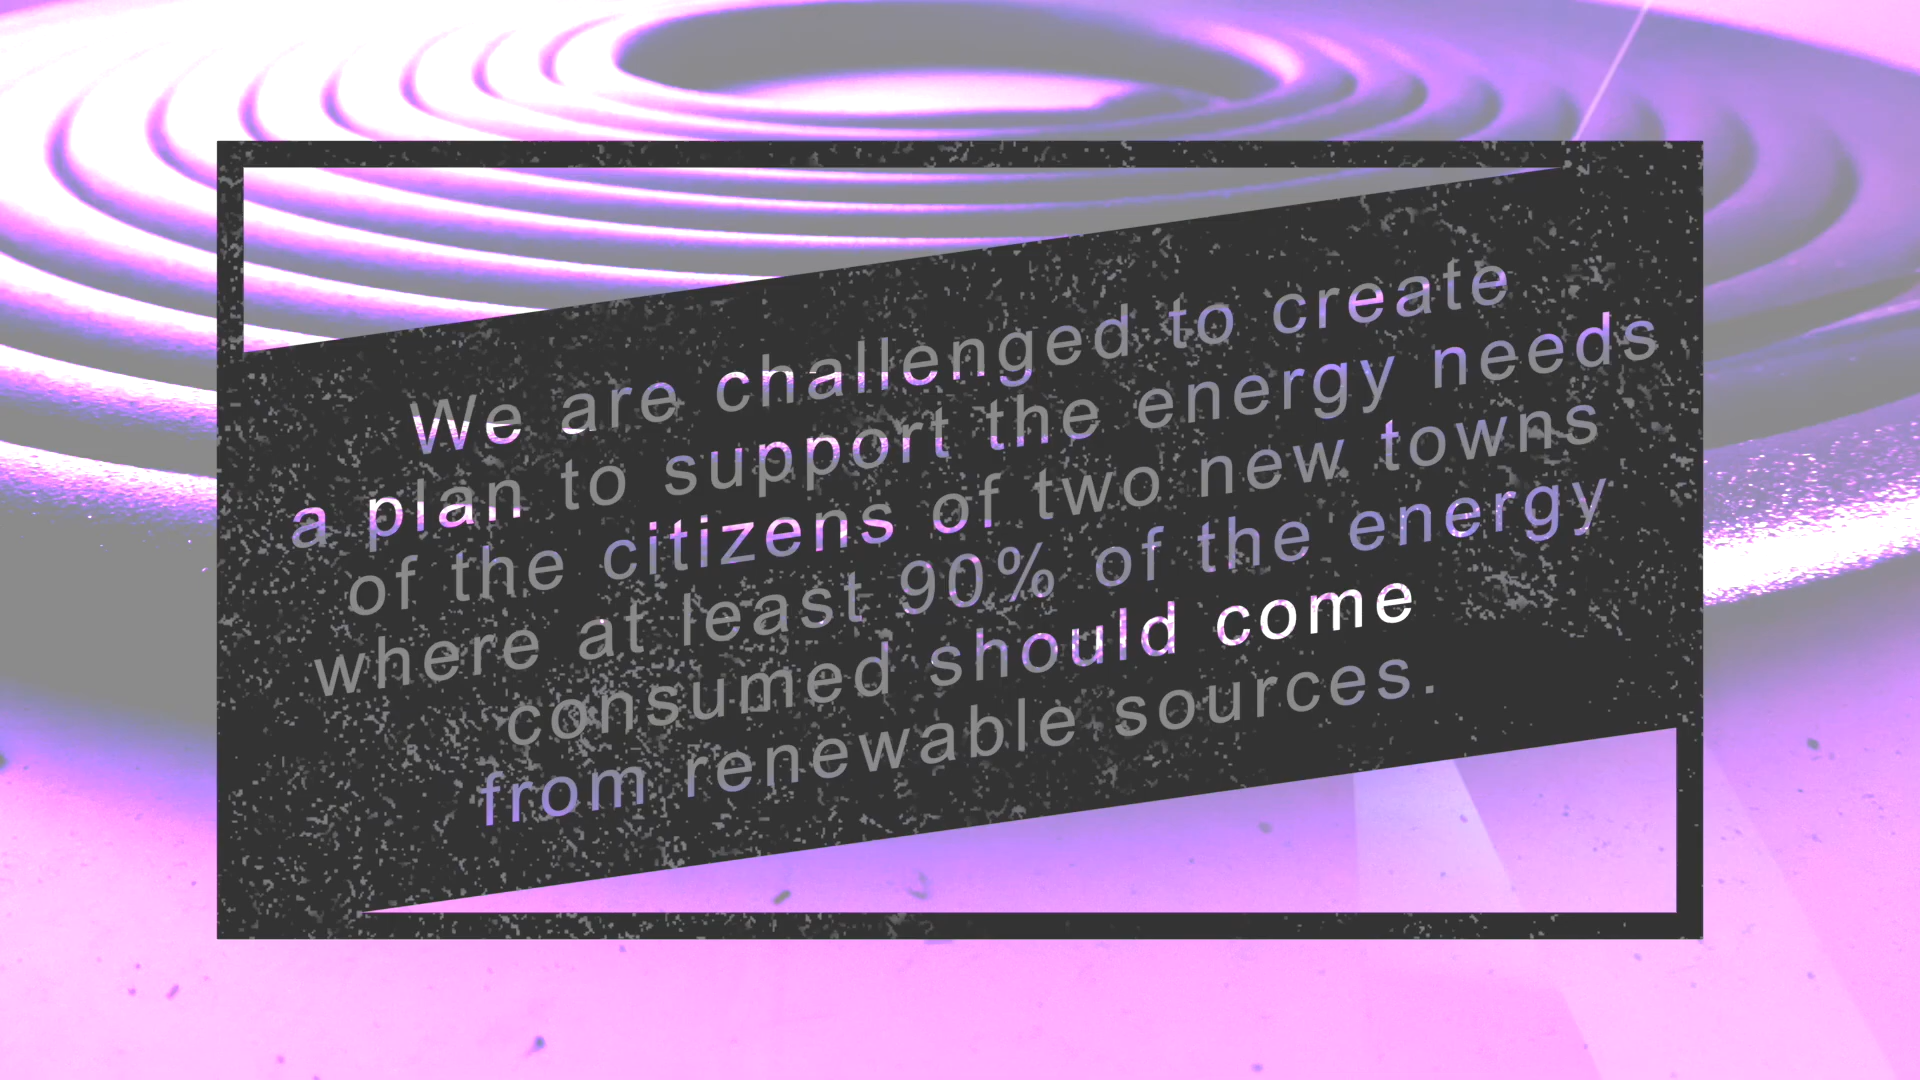 We are challenged to create
a plan to support the energy needs
of the citizens of two new towns
where at least 90% of the energy
consumed should come
from renewable sources.